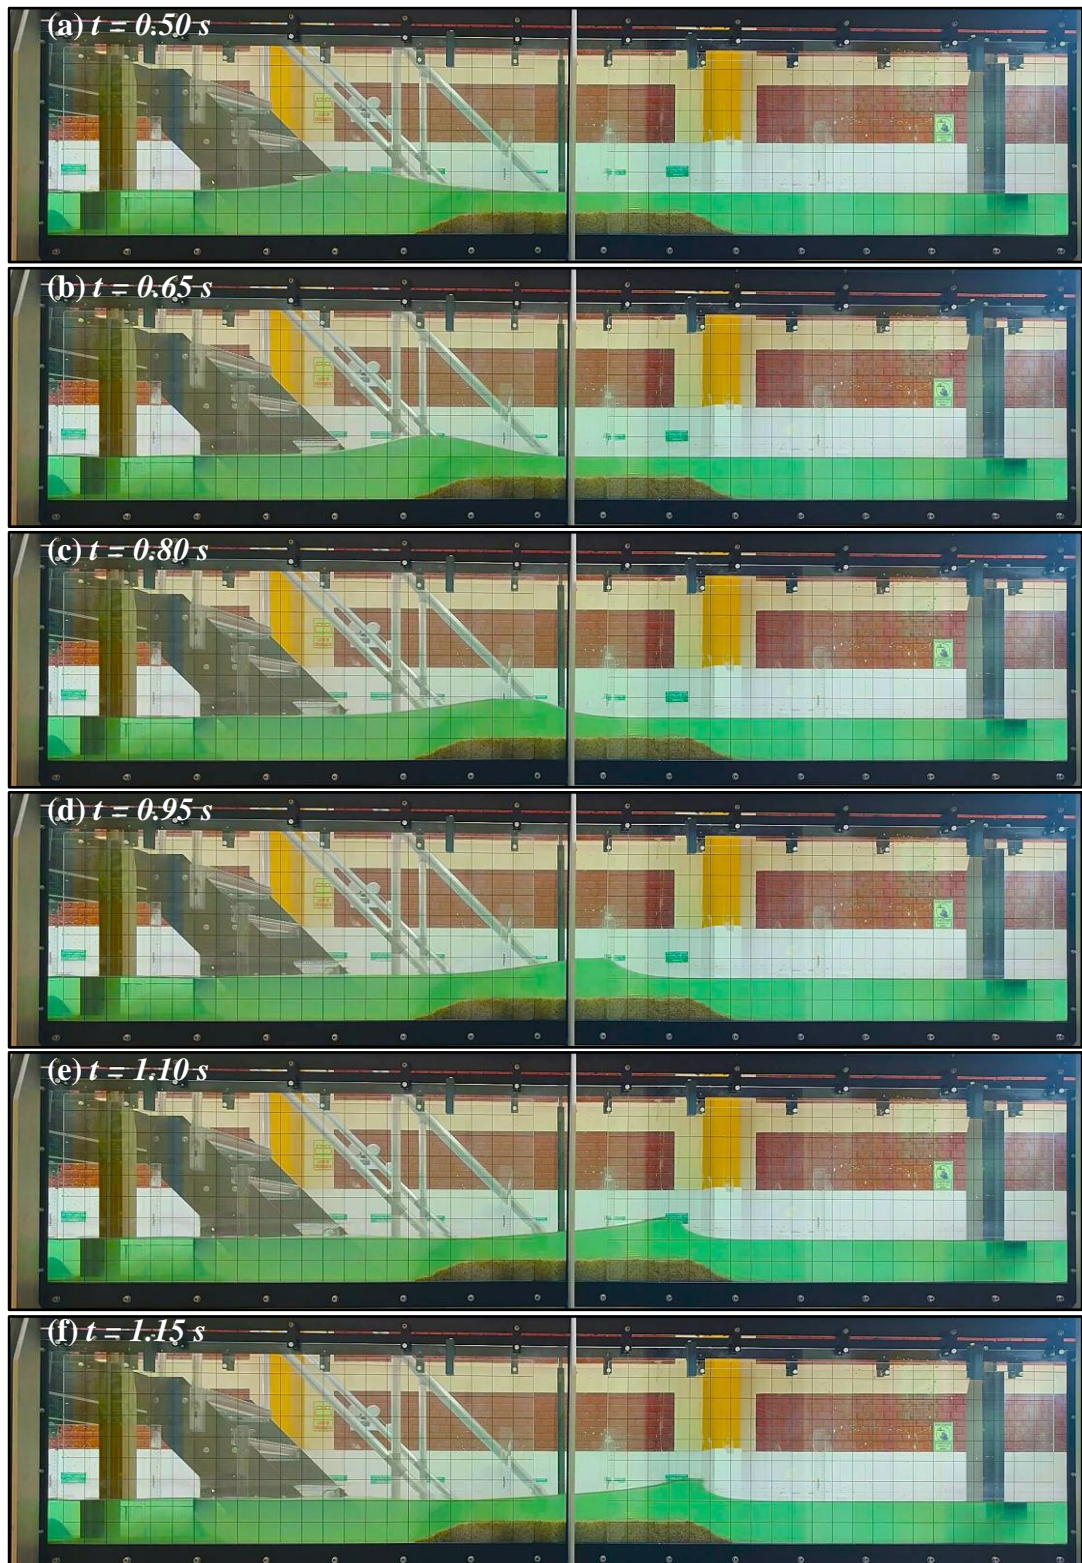 (a) t = 0.50 s
(b) t = 0.65 s
(c) t = 0.80 s
(d) t = 0.95 s
(e) t = 1.10 s
(f) t = 1.15 s